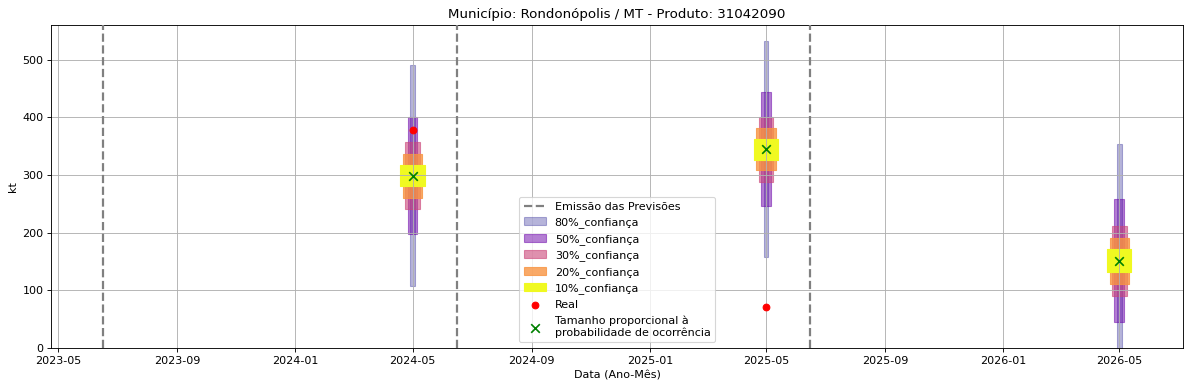 Município: Rondonópolis / MT - Produto: 31042090
500
400
300
200
100
0
kt
2023-05
2023-09
2024-01
2024-05
2024-09
2025-01
2025-05
2025-09
2026-01
2026-05
Data (Ano-Mês)
Emissão das Previsões
80%_confiança
50%_confiança
30%_confiança
20%_confiança
10%_confiança
Real
Tamanho proporcional à
probabilidade de ocorrência